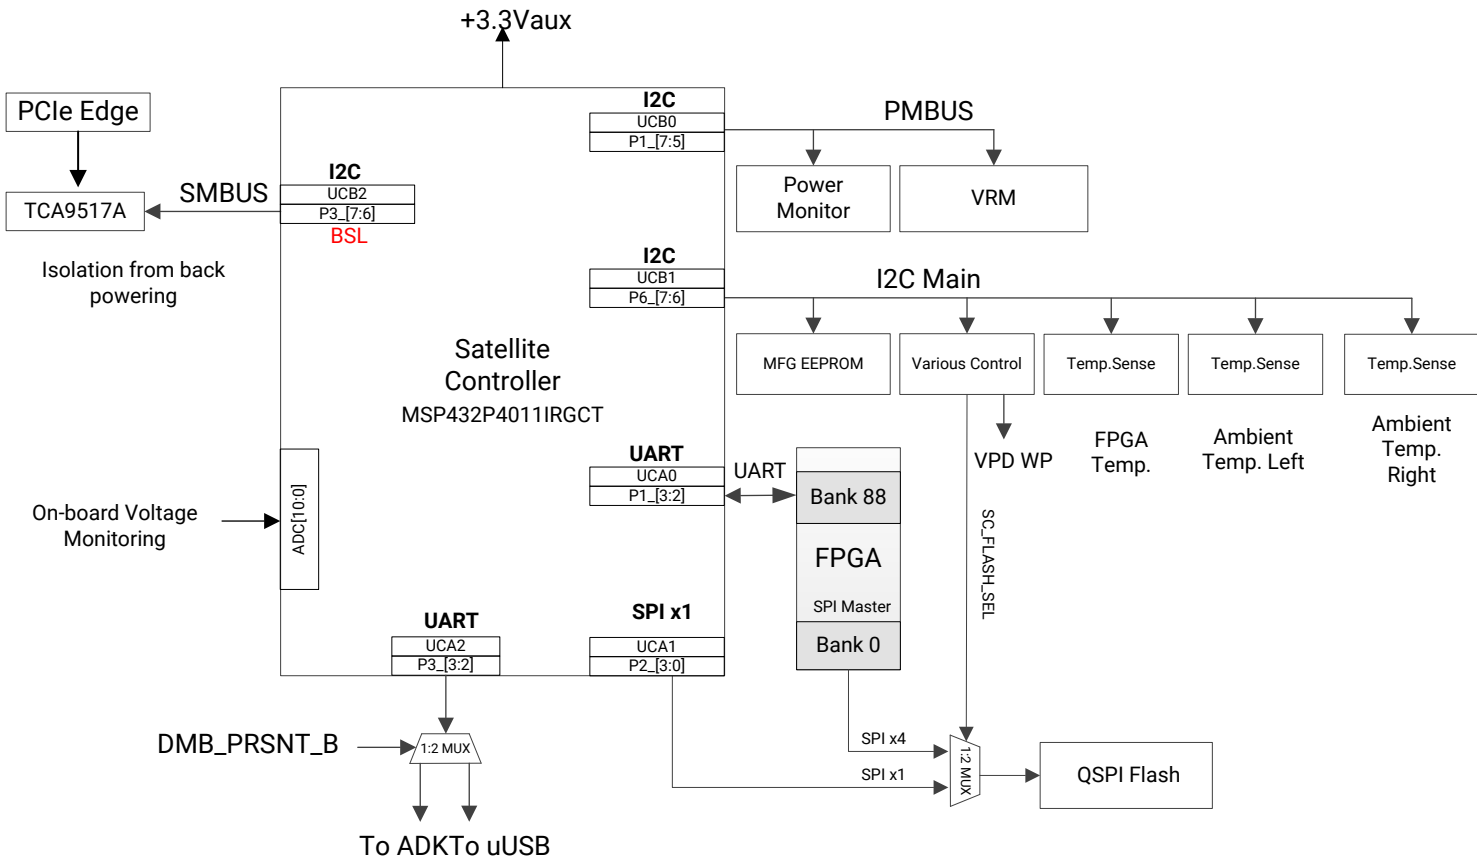 +3.3Vaux
PCIe Edge
TCA9517A
SMBUS
Isolation from back
powering
I2C
UCB2
P3_[7:6]
BSL
I2C
UCB0
P1_[7:5]
PMBUS
Power
Monitor
VRM
I2C
UCB1
P6_[7:6]
I2C Main
MFG EEPROM
Various Control
Temp.Sense
Temp.Sense
Temp.Sense
VPD WP
FPGA
Temp.
Ambient
Temp. Left
Ambient
Temp.
Right
Satellite
Controller
MSP432P4011IRGCT
On-board Voltage
Monitoring
ADC[10:0]
UART
UCA0
P1_[3:2]
UART
Bank 88
FPGA
SPI Master
Bank 0
SC_FLASH_SEL
UART
UCA2
P3_[3:2]
SPI x1
UCA1
P2_[3:0]
DMB_PRSNT_B
1:2 MUX
To ADKTo uUSB
SPI x4
SPI x1
1:2 MUX
QSPI Flash